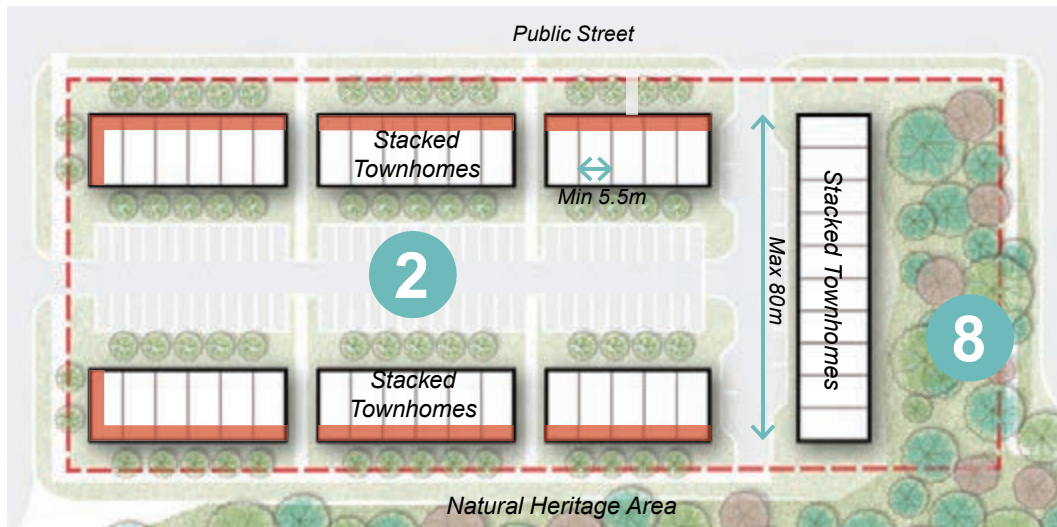 Public Street
Stacked
Townhomes
Min 5.5m
Max 80m
Stacked Townhomes
2
8
Stacked
Townhomes
Natural Heritage Area